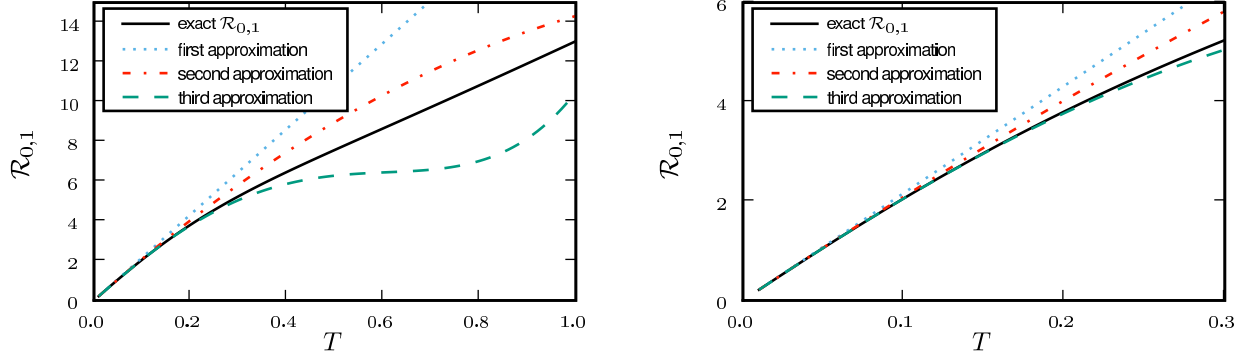 14
12
10
8
6
4
2
0
0.0
0.2
0.4
0.6
0.8
1.0
T
ℛ0,1
exact ℛ0,1
first approximation
second approximation
third approximation
6
4
2
0
0.0
0.1
0.2
0.3
T
ℛ0,1
exact ℛ0,1
first approximation
second approximation
third approximation